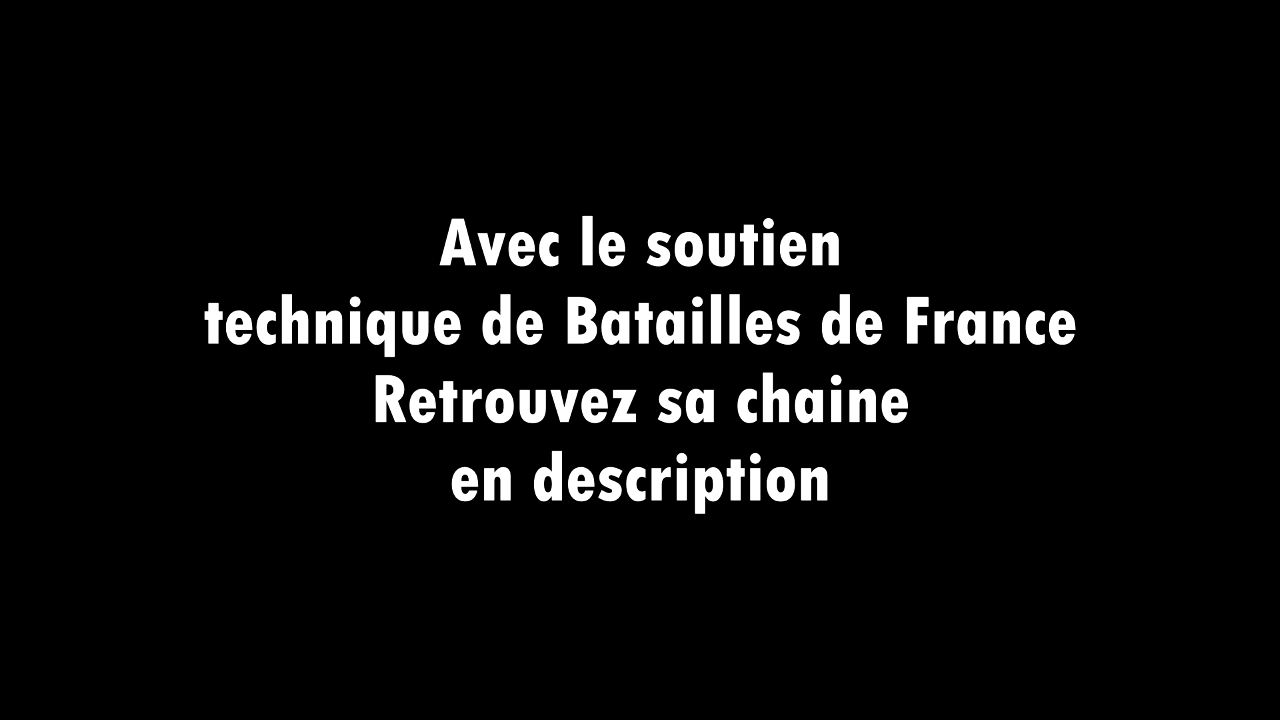 Avec le soutien
technique de Batailles de France
Retrouvez sa chaine
en description